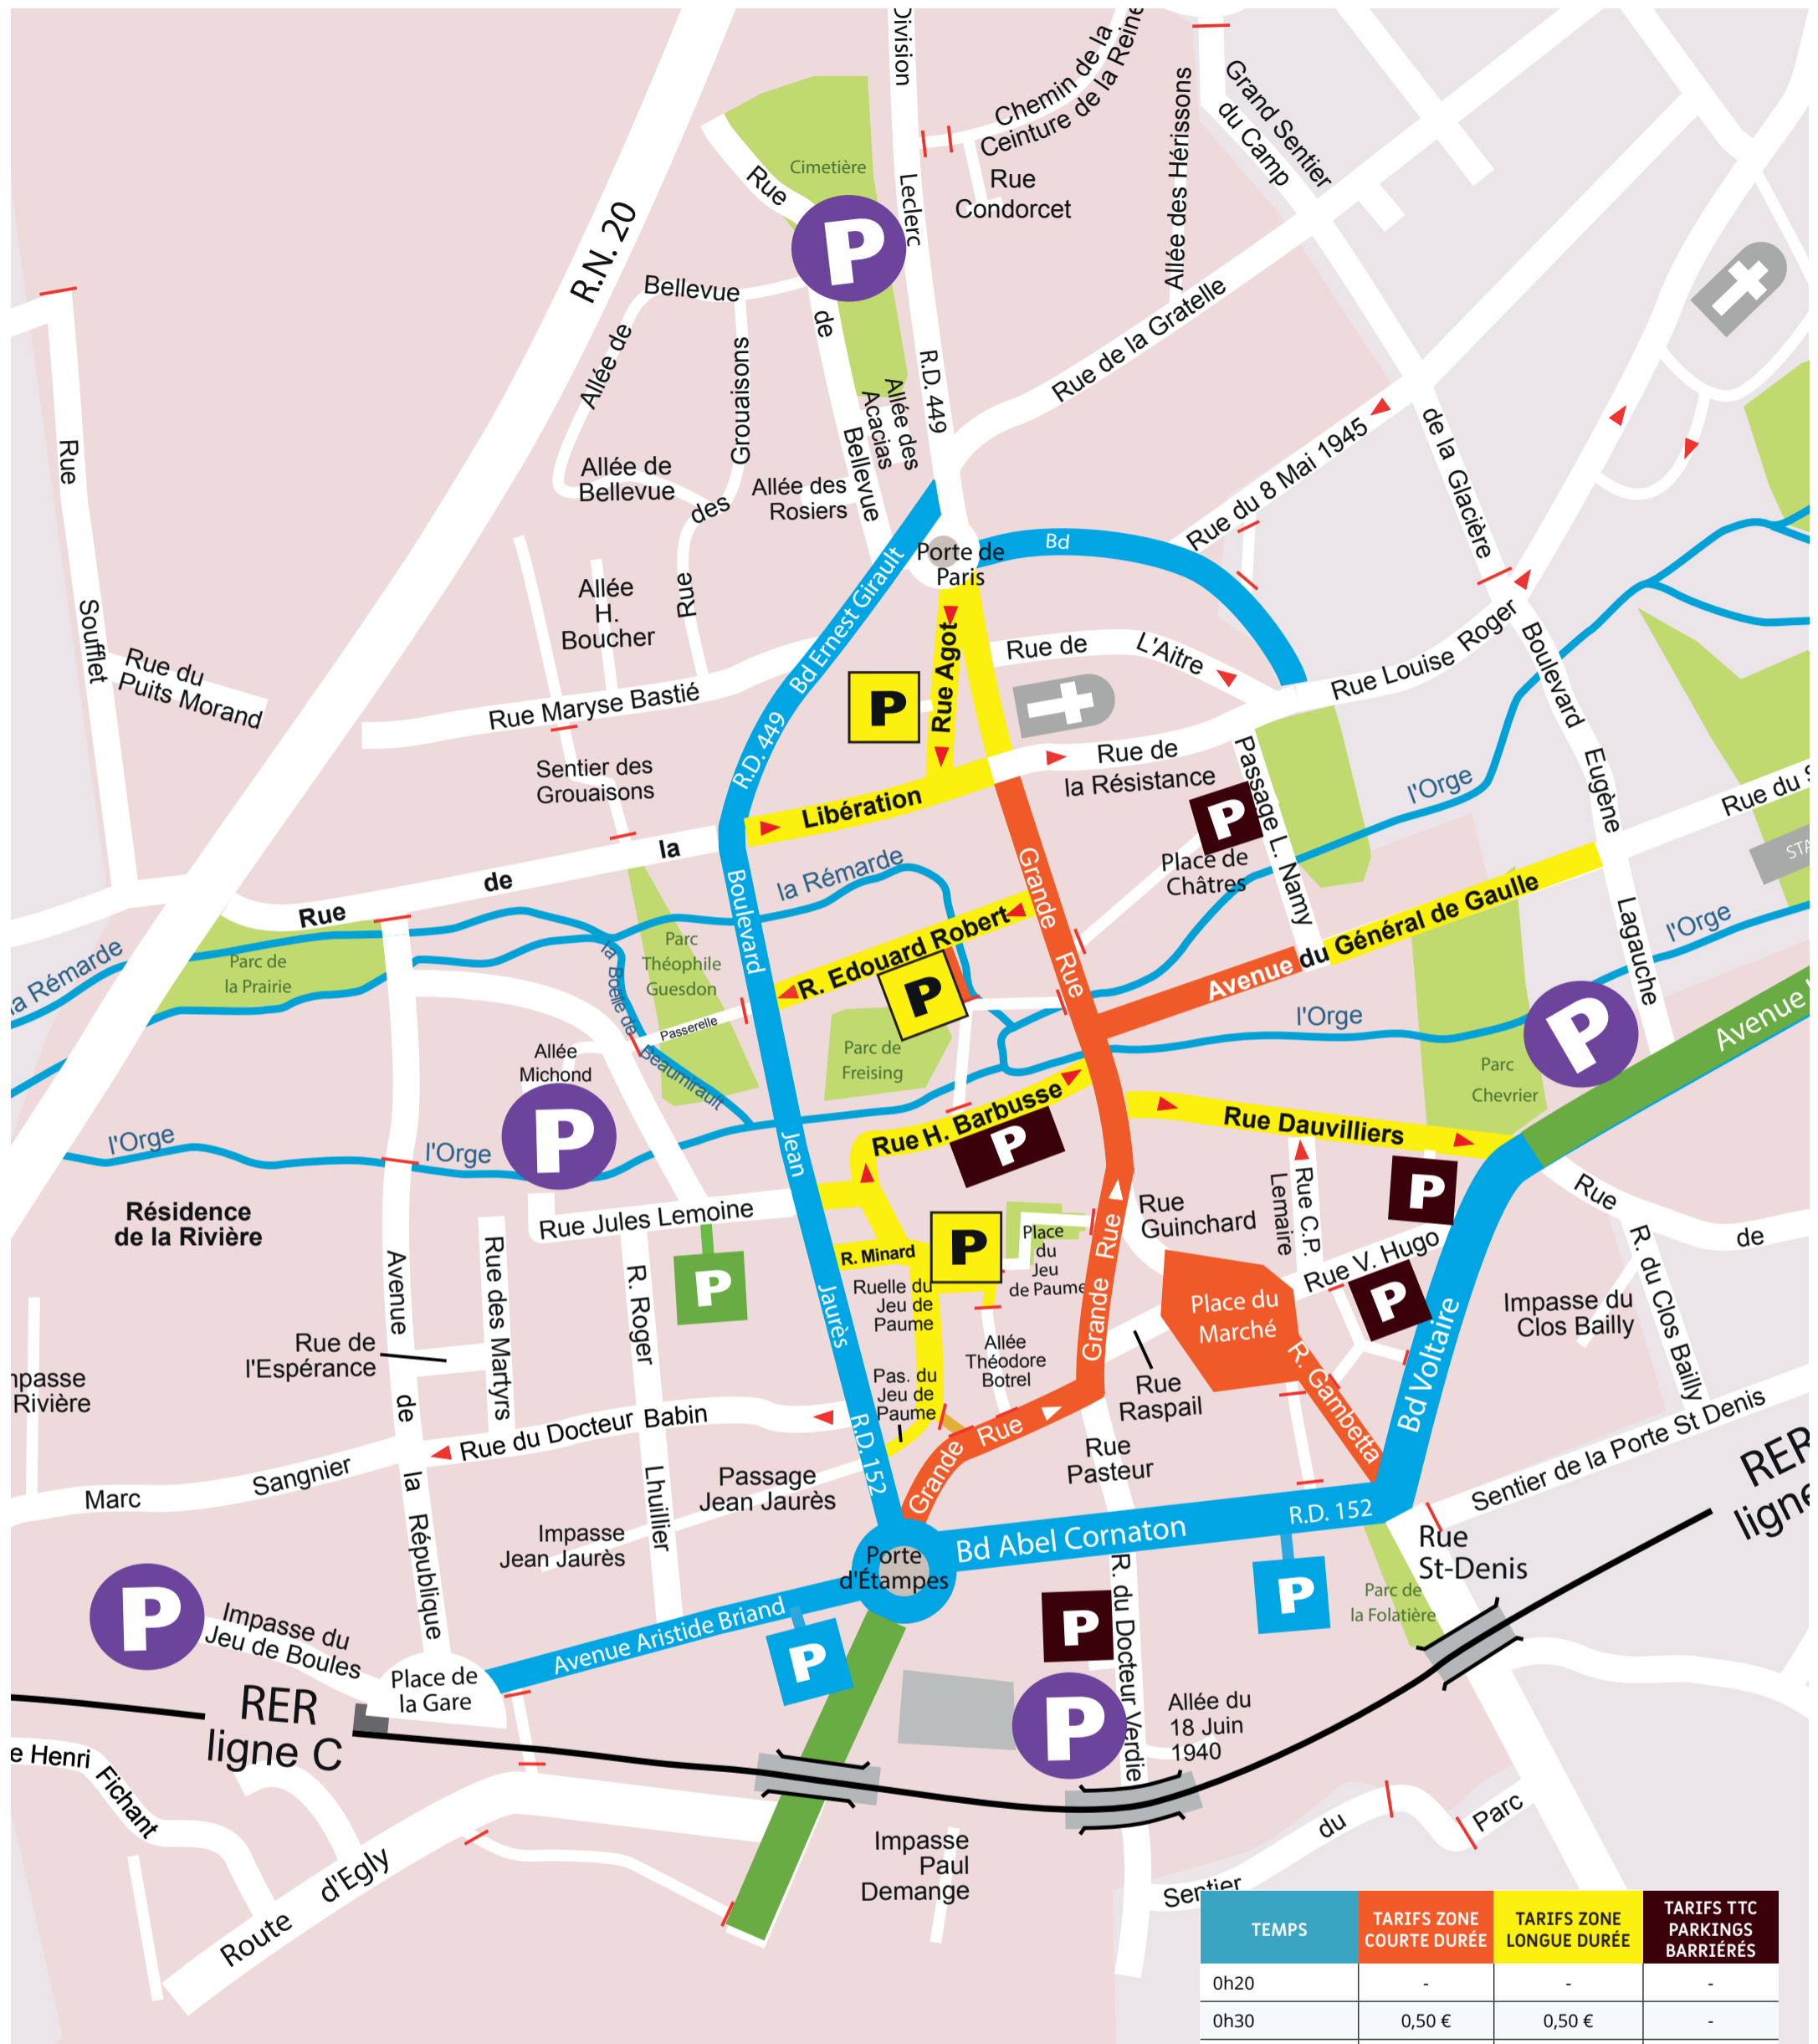 Division
Leclerc
R.D. 449
Chemin de la
Ceinture de la Reine
Rue
Condorcet
Allée des Hérissons
Grand Sentier
du Camp
Cimetière
Rue
P
de
Bellevue
R.N. 20
Bellevue
Allée de
Grouaisons
des
Rue
Allée de
Bellevue
Allée des
Acacias
Allée des
Rosiers
Rue de la Gratelle
Rue du 8 Mai 1945
de la Glacière
Rue
Soufflet
Rue du
Puits Morand
Allée
H.
Boucher
Porte de
Paris
Bd
Bd Ernest Girault
R.D. 449
Rue Agot
P
Rue de
L'Aitre
Rue Louise Roger
Boulevard
Eugène
Lagauche
Rue Maryse Bastié
Sentier des
Grouaisons
Rue de
la Résistance
Passage L. Namy
P
Place de
Châtres
l'Orge
Rue
de
la
Libération
la Rémarde
la Rémarde
Grande
Rue
Boulevard
Jean
Jaurès
R.D. 152
R. Edouard Robert
P
Avenue du Général de Gaulle
Rue du
l'Orge
Parc de
la Prairie
Parc
Théophile
Guesdon
la Boëlle de
Beaumirault
Passerelle
Allée
Michond
P
Parc de
Freising
l'Orge
P
Avenue
Parc
Chevrier
l'Orge
l'Orge
Rue H. Barbusse
P
Rue Dauvilliers
P
Résidence
de la Rivière
Rue Jules Lemoine
P
R. Minard
P
Place
du
Jeu
de Paume
Ruelle du
Jeu de
Paume
Pas. du
Jeu de
Paume
Allée
Théodore
Botrel
Grande Rue
Rue
Guinchard
Rue C.P.
Lemaire
Rue V. Hugo
P
Place du
Marché
R. Gambetta
Bd Voltaire
Rue
de
R. du Clos Bailly
Impasse du
Clos Bailly
Rue de
l'Espérance
Avenue
de
la
République
Rue des Martyrs
R. Roger
Lhuillier
Rue du Docteur Babin
Marc
Sangnier
Passage
Jean Jaurès
Impasse
Jean Jaurès
Grande Rue
Rue
Raspail
Rue
Pasteur
Porte
d'Étampes
Bd Abel Cornaton
R.D. 152
Sentier de la Porte St Denis
RER
Rue
St-Denis
P
Parc de
la Folatière
P
Impasse du
Jeu de Boules
Place de
la Gare
Avenue Aristide Briand
P
RER
ligne C
P
P
R. du Docteur Verdie
Allée du
18 Juin
1940
Henri
Fichant
Route d'Egly
Impasse
Paul
Demange
Sentier
du
Parc
TEMPS	TARIFS ZONE COURTE DURÉE	TARIFS ZONE LONGUE DURÉE	TARIFS TTC PARKINGS BARRIÉRÉS
0h20	-	-	-
0h30	0,50 €	0,50 €	-